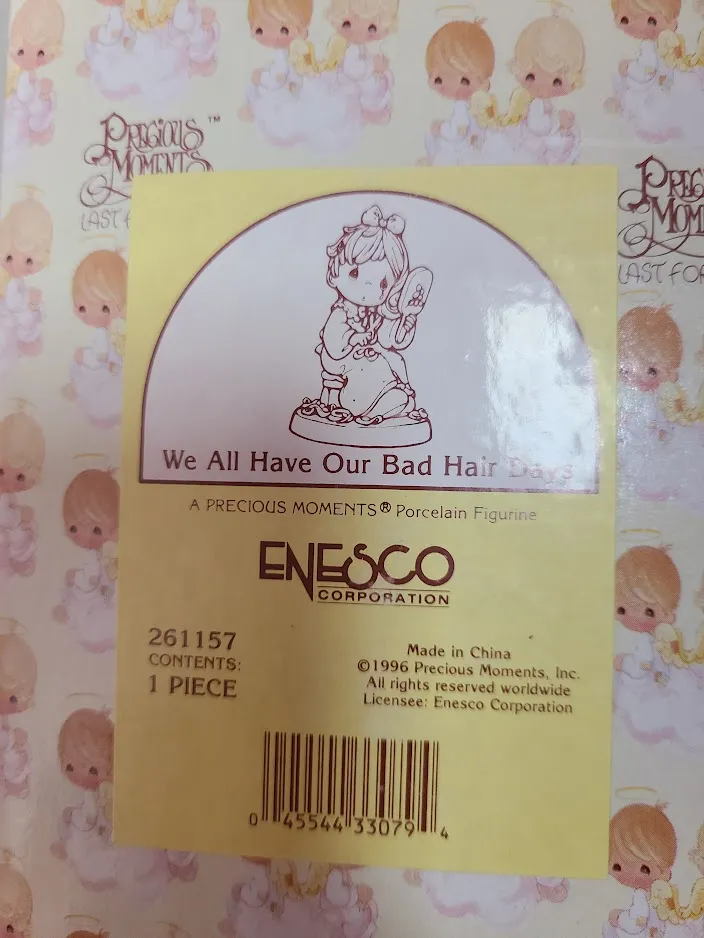 PRECIOUS ™
MOMENTS
LAST F
PREC
MOM
LAST FOR
We All Have Our Bad Hair Days
A PRECIOUS MOMENTS® Porcelain Figurine
ENESCO
CORPORATION
261157
CONTENTS:
1 PIECE
Made in China
©1996 Precious Moments, Inc.
All rights reserved worldwide
Licensee: Enesco Corporation
0 45544 33079 4